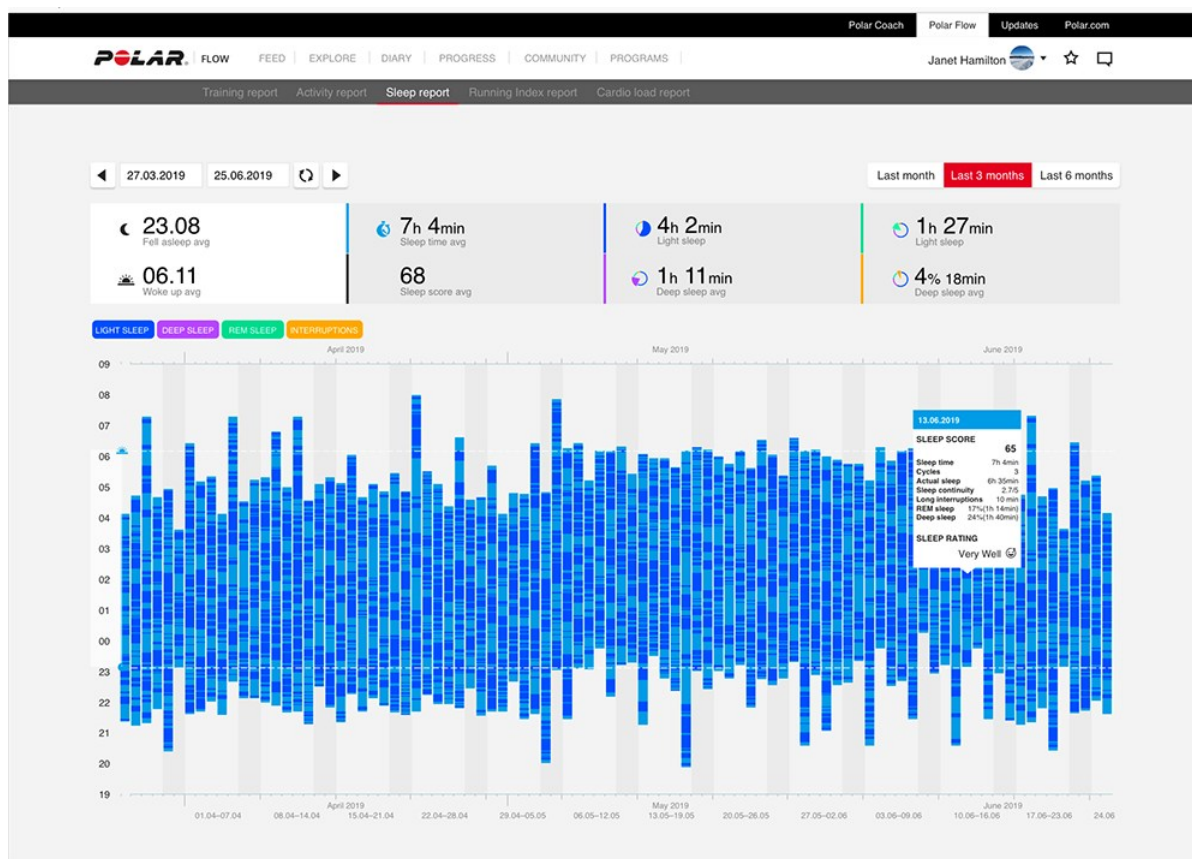 Polar Coach Polar Flow Updates Polar.com
POLAR. FLOW FEED EXPLORE DIARY PROGRESS COMMUNITY PROGRAMS Janet Hamilton
Training report Activity report Sleep report Running Index report Cardio load report
27.03.2019 25.06.2019 Last month Last 3 months Last 6 months
23.08 7h 4min 4h 2min 1h 27min
Fell asleep avg Sleep time avg Light sleep Light sleep
06.11 68 1h 11min 4% 18min
Woke up avg Sleep score avg Deep sleep avg Deep sleep avg
LIGHT SLEEP DEEP SLEEP REM SLEEP INTERRUPTIONS
April 2019 May 2019 June 2019
09
08
07
06
05
04
03
02
01
00
23
22
21
20
19
13.06.2019
SLEEP SCORE
65
Sleep time 7h 4min
Cycles 3
Actual sleep 6h 35min
Sleep continuity 2.7/5
Long interruptions 10 min
REM sleep 17%(1h 14min)
Deep sleep 24%(1h 40min)
SLEEP RATING
Very Well
April 2019 May 2019 June 2019
01.04–07.04 08.04–14.04 15.04–21.04 22.04–28.04 29.04–05.05 06.05–12.05 13.05–19.05 20.05–26.05 27.05–02.06 03.06–09.06 10.06–16.06 17.06–23.06 24.06